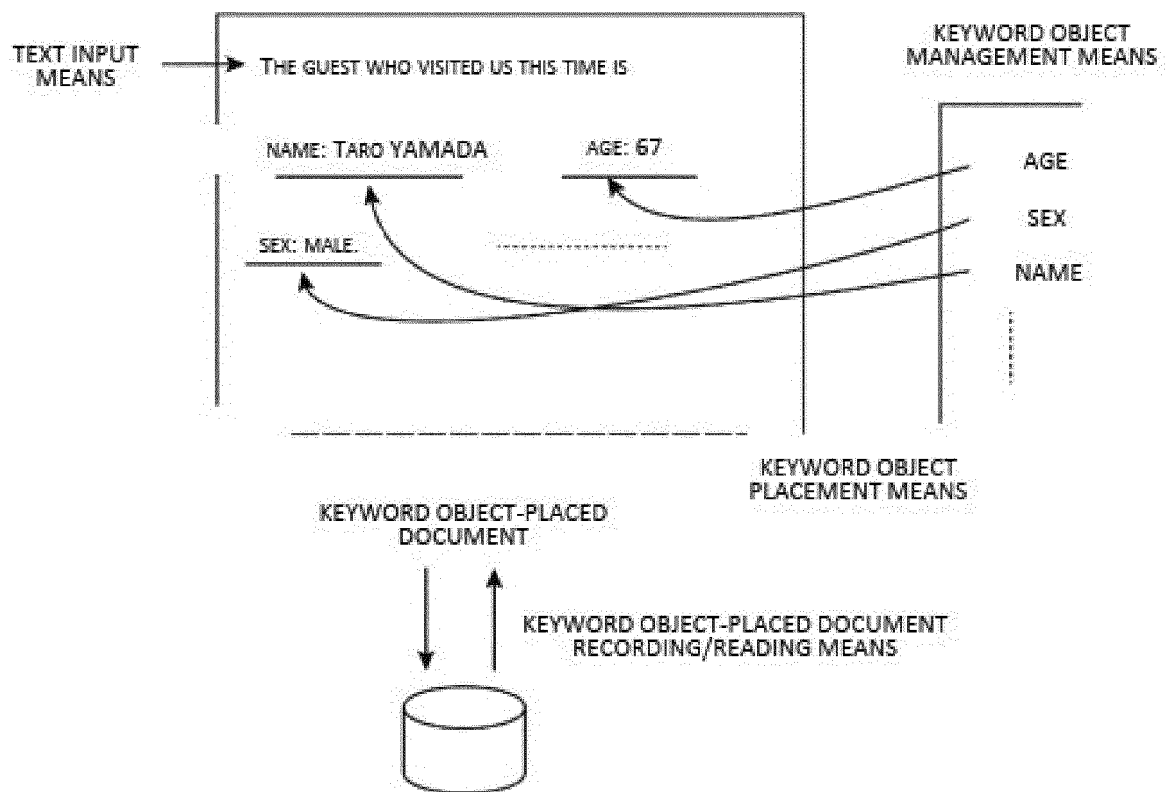 KEYWORD OBJECT
MANAGEMENT MEANS
TEXT INPUT
MEANS
THE GUEST WHO VISITED US THIS TIME IS
NAME: TARO YAMADA
AGE: 67
AGE
SEX
SEX: MALE.
NAME
KEYWORD OBJECT
PLACEMENT MEANS
KEYWORD OBJECT-PLACED
DOCUMENT
KEYWORD OBJECT-PLACED DOCUMENT
RECORDING/READING MEANS